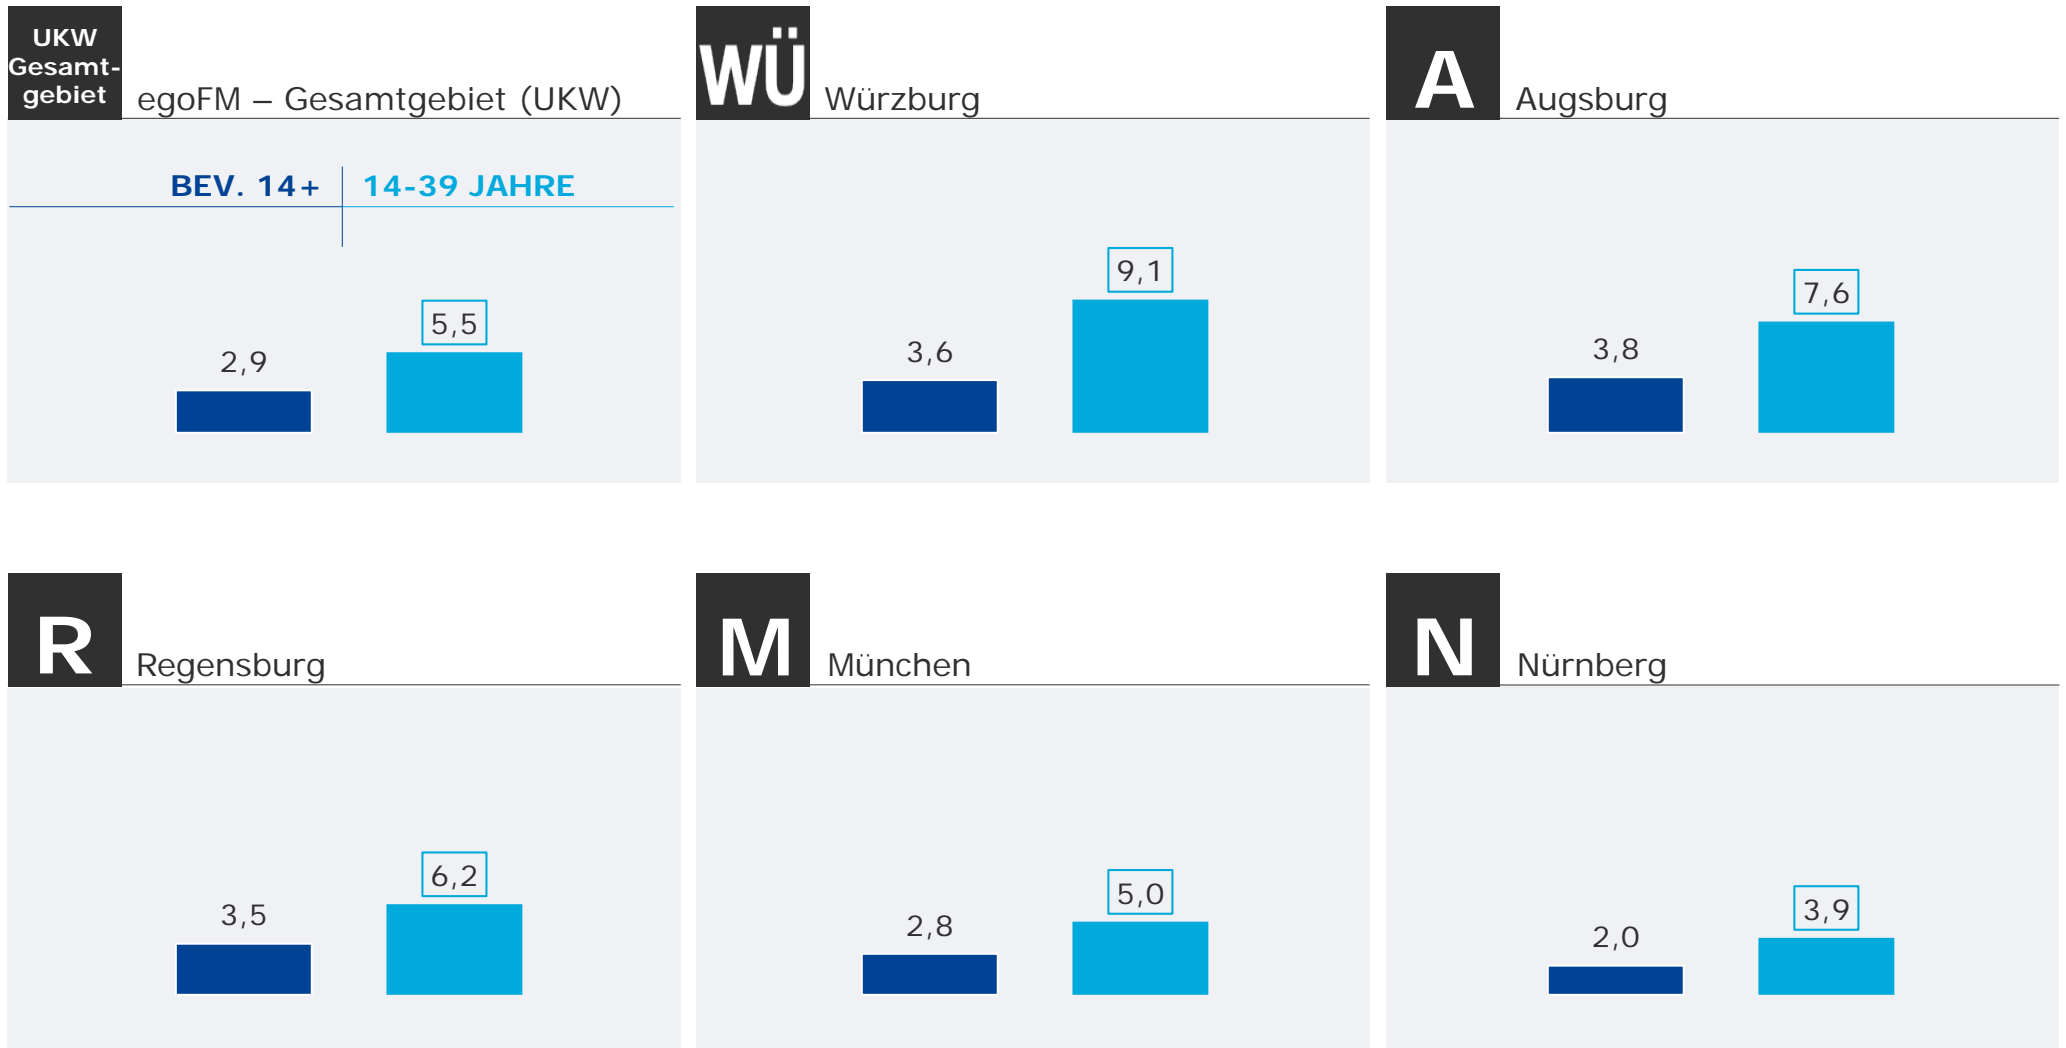 UKW
Gesamt-
gebiet
egoFM – Gesamtgebiet (UKW)
BEV. 14+
14-39 JAHRE
2,9
5,5
WÜ
Würzburg
3,6
9,1
A
Augsburg
3,8
7,6
R
Regensburg
3,5
6,2
M
München
2,8
5,0
N
Nürnberg
2,0
3,9